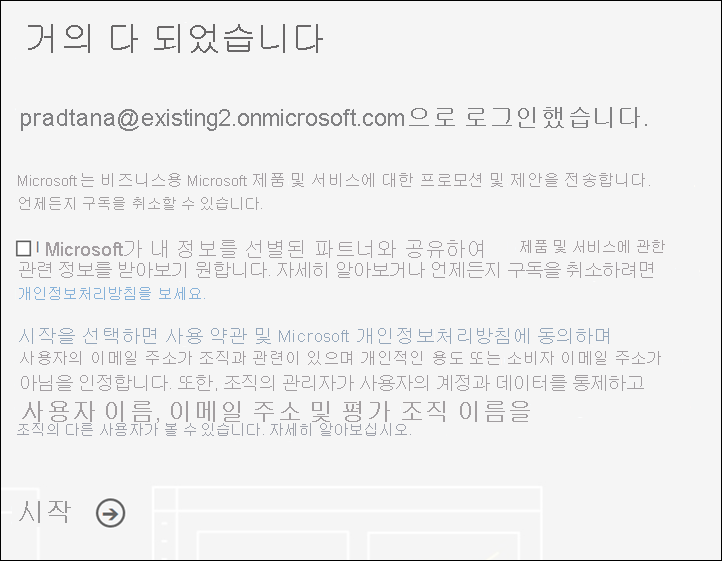 거의 다 되었습니다
pradtana@existing2.onmicrosoft.com으로 로그인했습니다.
Microsoft는 비즈니스용 Microsoft 제품 및 서비스에 대한 프로모션 및 제안을 전송합니다.
언제든지 구독을 취소할 수 있습니다.
Microsoft가 내 정보를 선별된 파트너와 공유하여 제품 및 서비스에 관한
관련 정보를 받아보기 원합니다. 자세히 알아보거나 언제든지 구독을 취소하려면
개인정보처리방침을 보세요.
시작을 선택하면 사용 약관 및 Microsoft 개인정보처리방침에 동의하며
사용자의 이메일 주소가 조직과 관련이 있으며 개인적인 용도 또는 소비자 이메일 주소가
아님을 인정합니다. 또한, 조직의 관리자가 사용자의 계정과 데이터를 통제하고
사용자 이름, 이메일 주소 및 평가 조직 이름을
조직의 다른 사용자가 볼 수 있습니다. 자세히 알아보십시오.
시작